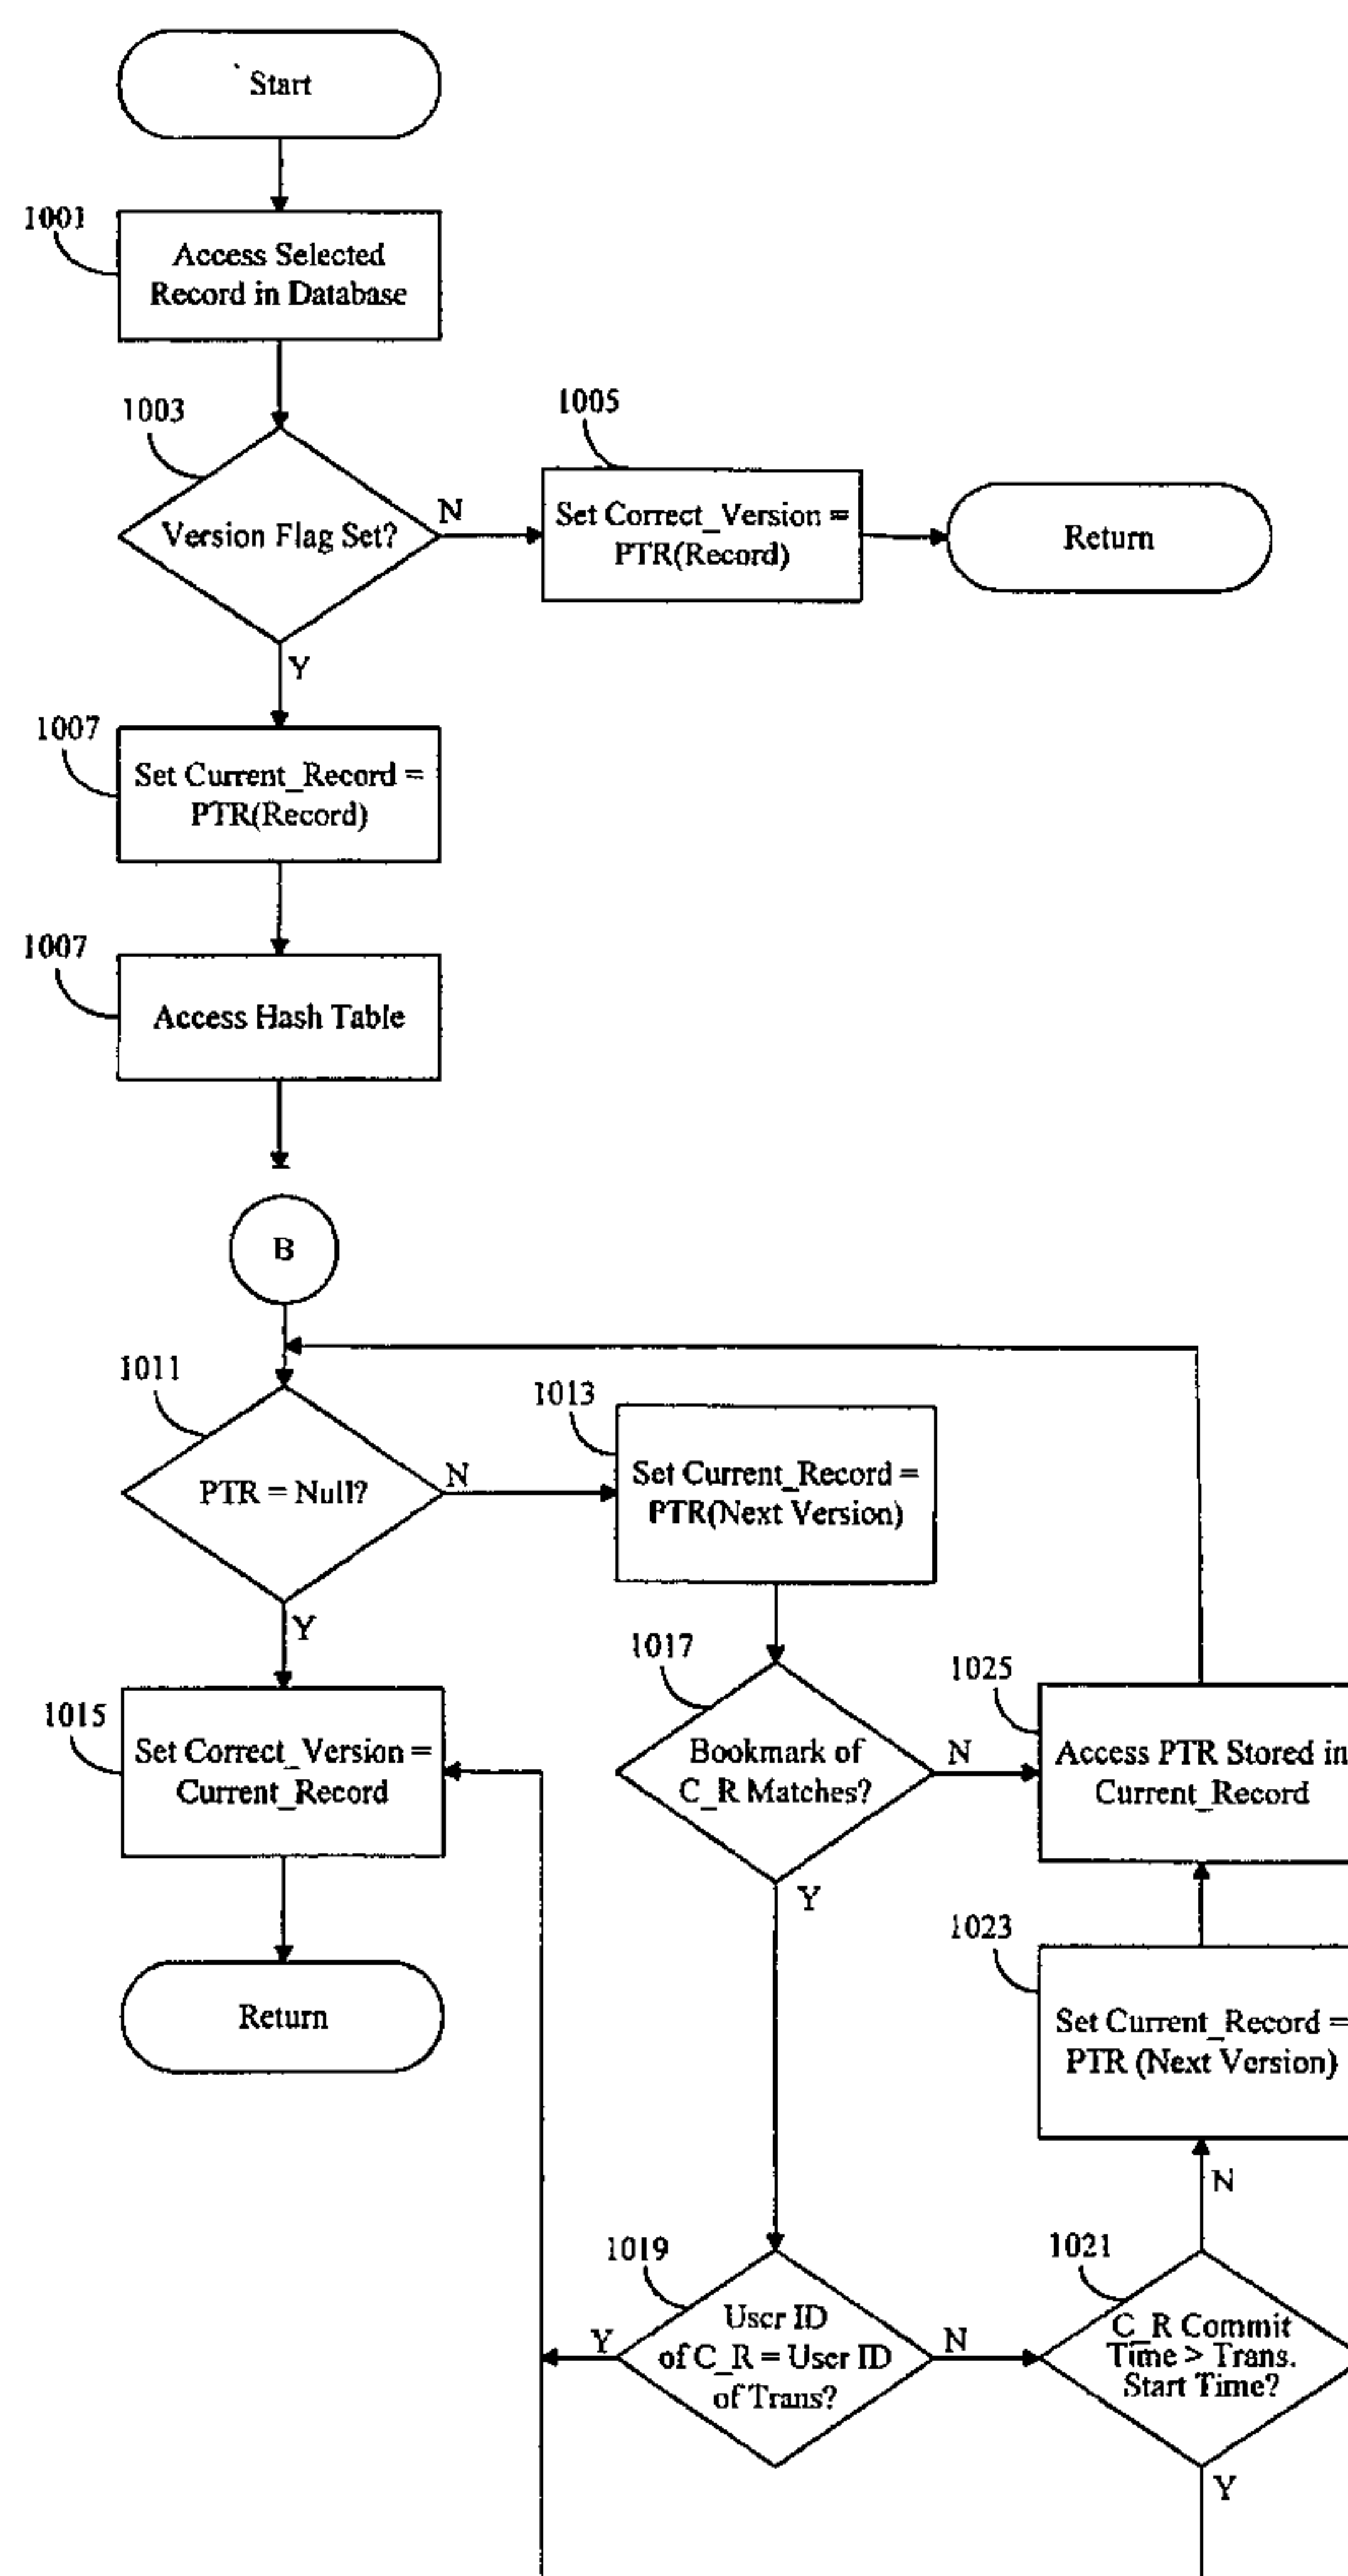 Start
1001
Access Selected
Record in Database
1003
Version Flag Set?
N
1005
Set Correct_Version =
PTR(Record)
Return
Y
1007
Set Current_Record =
PTR(Record)
1007
Access Hash Table
B
1011
PTR = Null?
N
1013
Set Current_Record =
PTR(Next Version)
Y
1015
Set Correct_Version =
Current_Record
Return
1017
Bookmark of
C_R Matches?
N
1025
Access PTR Stored in
Current_Record
Y
1023
Set Current_Record =
PTR (Next Version)
N
1019
User ID
of C_R = User ID
of Trans?
Y
N
1021
C_R Commit
Time > Trans.
Start Time?
Y